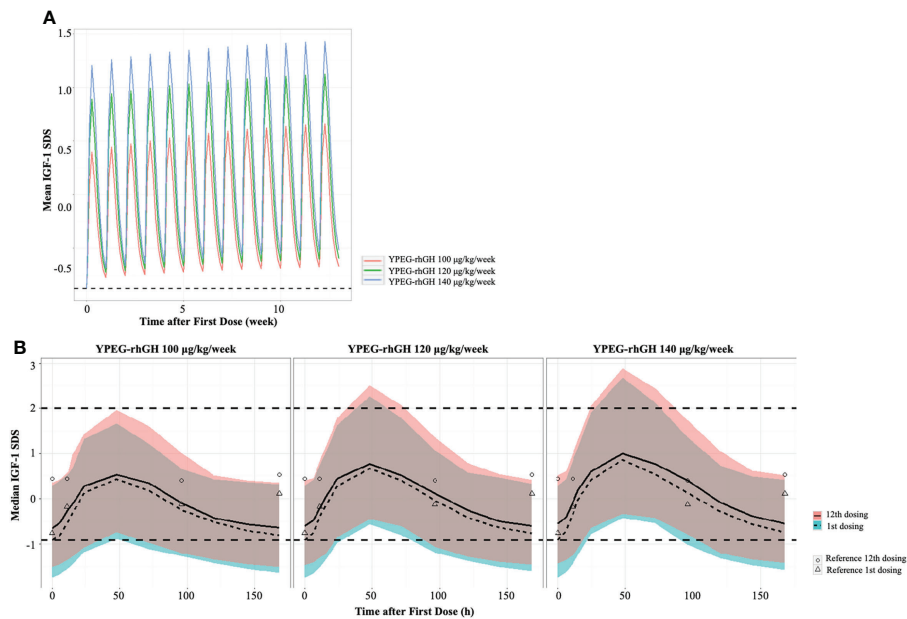 A
1.5
1.0
0.5
0.0
-0.5
Mean IGF-1 SDS
0 5 10
Time after First Dose (week)
YPEG-rhGH 100 μg/kg/week
YPEG-rhGH 120 μg/kg/week
YPEG-rhGH 140 μg/kg/week
B
YPEG-rhGH 100 μg/kg/week YPEG-rhGH 120 μg/kg/week YPEG-rhGH 140 μg/kg/week
3
2
1
0
-1
Median IGF-1 SDS
0 50 100 150 0 50 100 150 0 50 100 150
Time after First Dose (h)
12th dosing
1st dosing
Reference 12th dosing
Reference 1st dosing